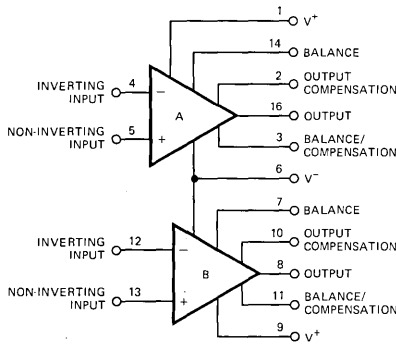 1 V+
14 BALANCE
2 OUTPUT
COMPENSATION
INVERTING
INPUT
4
−
A
16 OUTPUT
NON-INVERTING
INPUT
5
+
3 BALANCE/
COMPENSATION
6 V−
7 BALANCE
10 OUTPUT
COMPENSATION
INVERTING
INPUT
12
−
B
8 OUTPUT
NON-INVERTING
INPUT
13
+
11 BALANCE/
COMPENSATION
9 V+